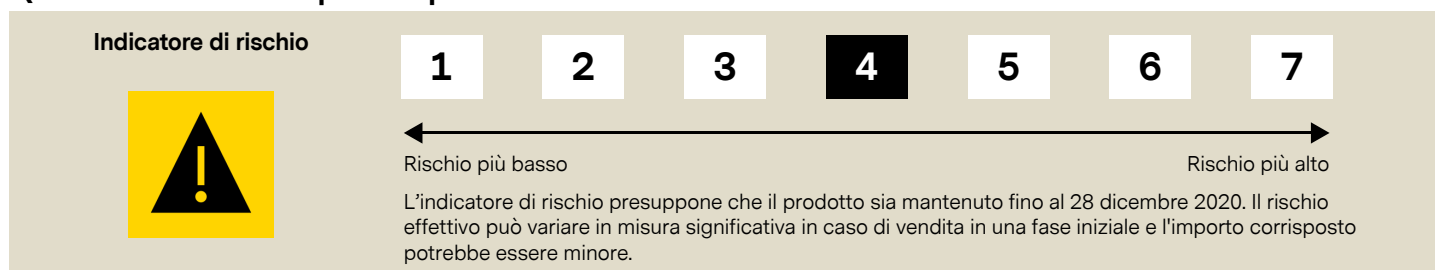 Indicatore di rischio
1 2 3 4 5 6 7
Rischio più basso Rischio più alto
L'indicatore di rischio presuppone che il prodotto sia mantenuto fino al 28 dicembre 2020. Il rischio
effettivo può variare in misura significativa in caso di vendita in una fase iniziale e l'importo corrisposto
potrebbe essere minore.